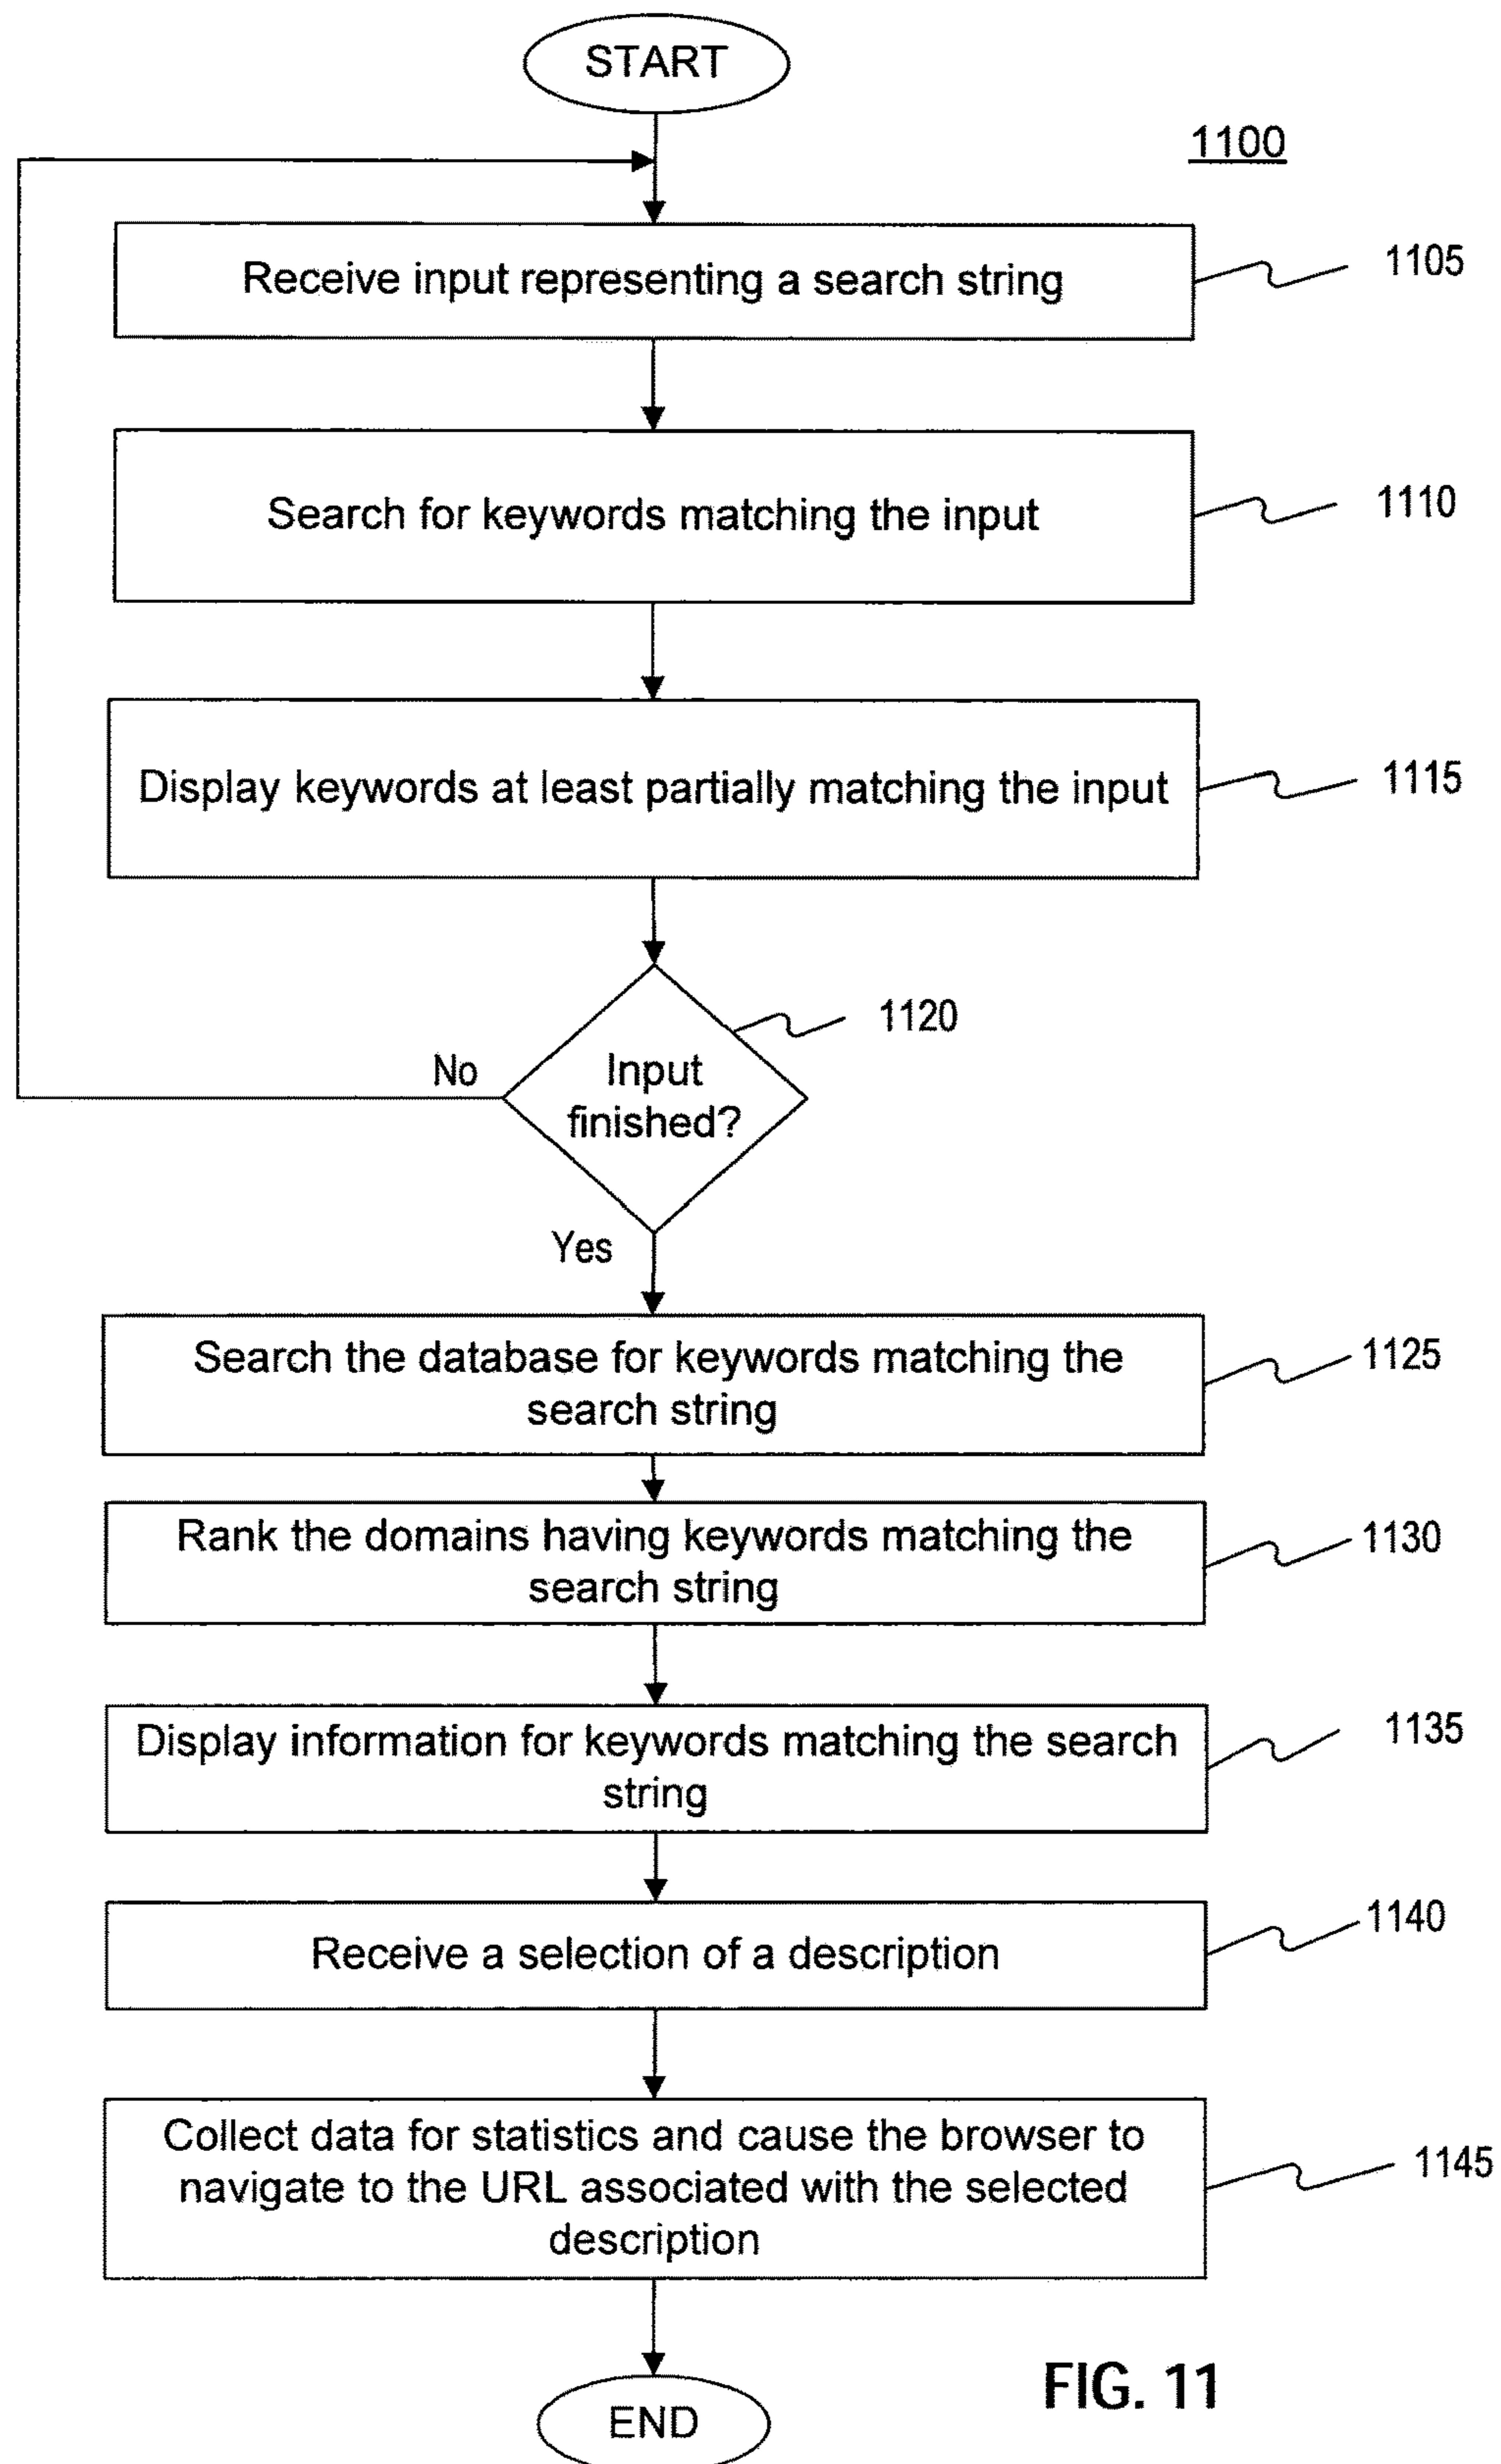 START
1100
Receive input representing a search string
1105
Search for keywords matching the input
1110
Display keywords at least partially matching the input
1115
1120
No
Input
finished?
Yes
Search the database for keywords matching the
search string
1125
Rank the domains having keywords matching the
search string
1130
Display information for keywords matching the search
string
1135
Receive a selection of a description
1140
Collect data for statistics and cause the browser to
navigate to the URL associated with the selected
description
1145
END
FIG. 11